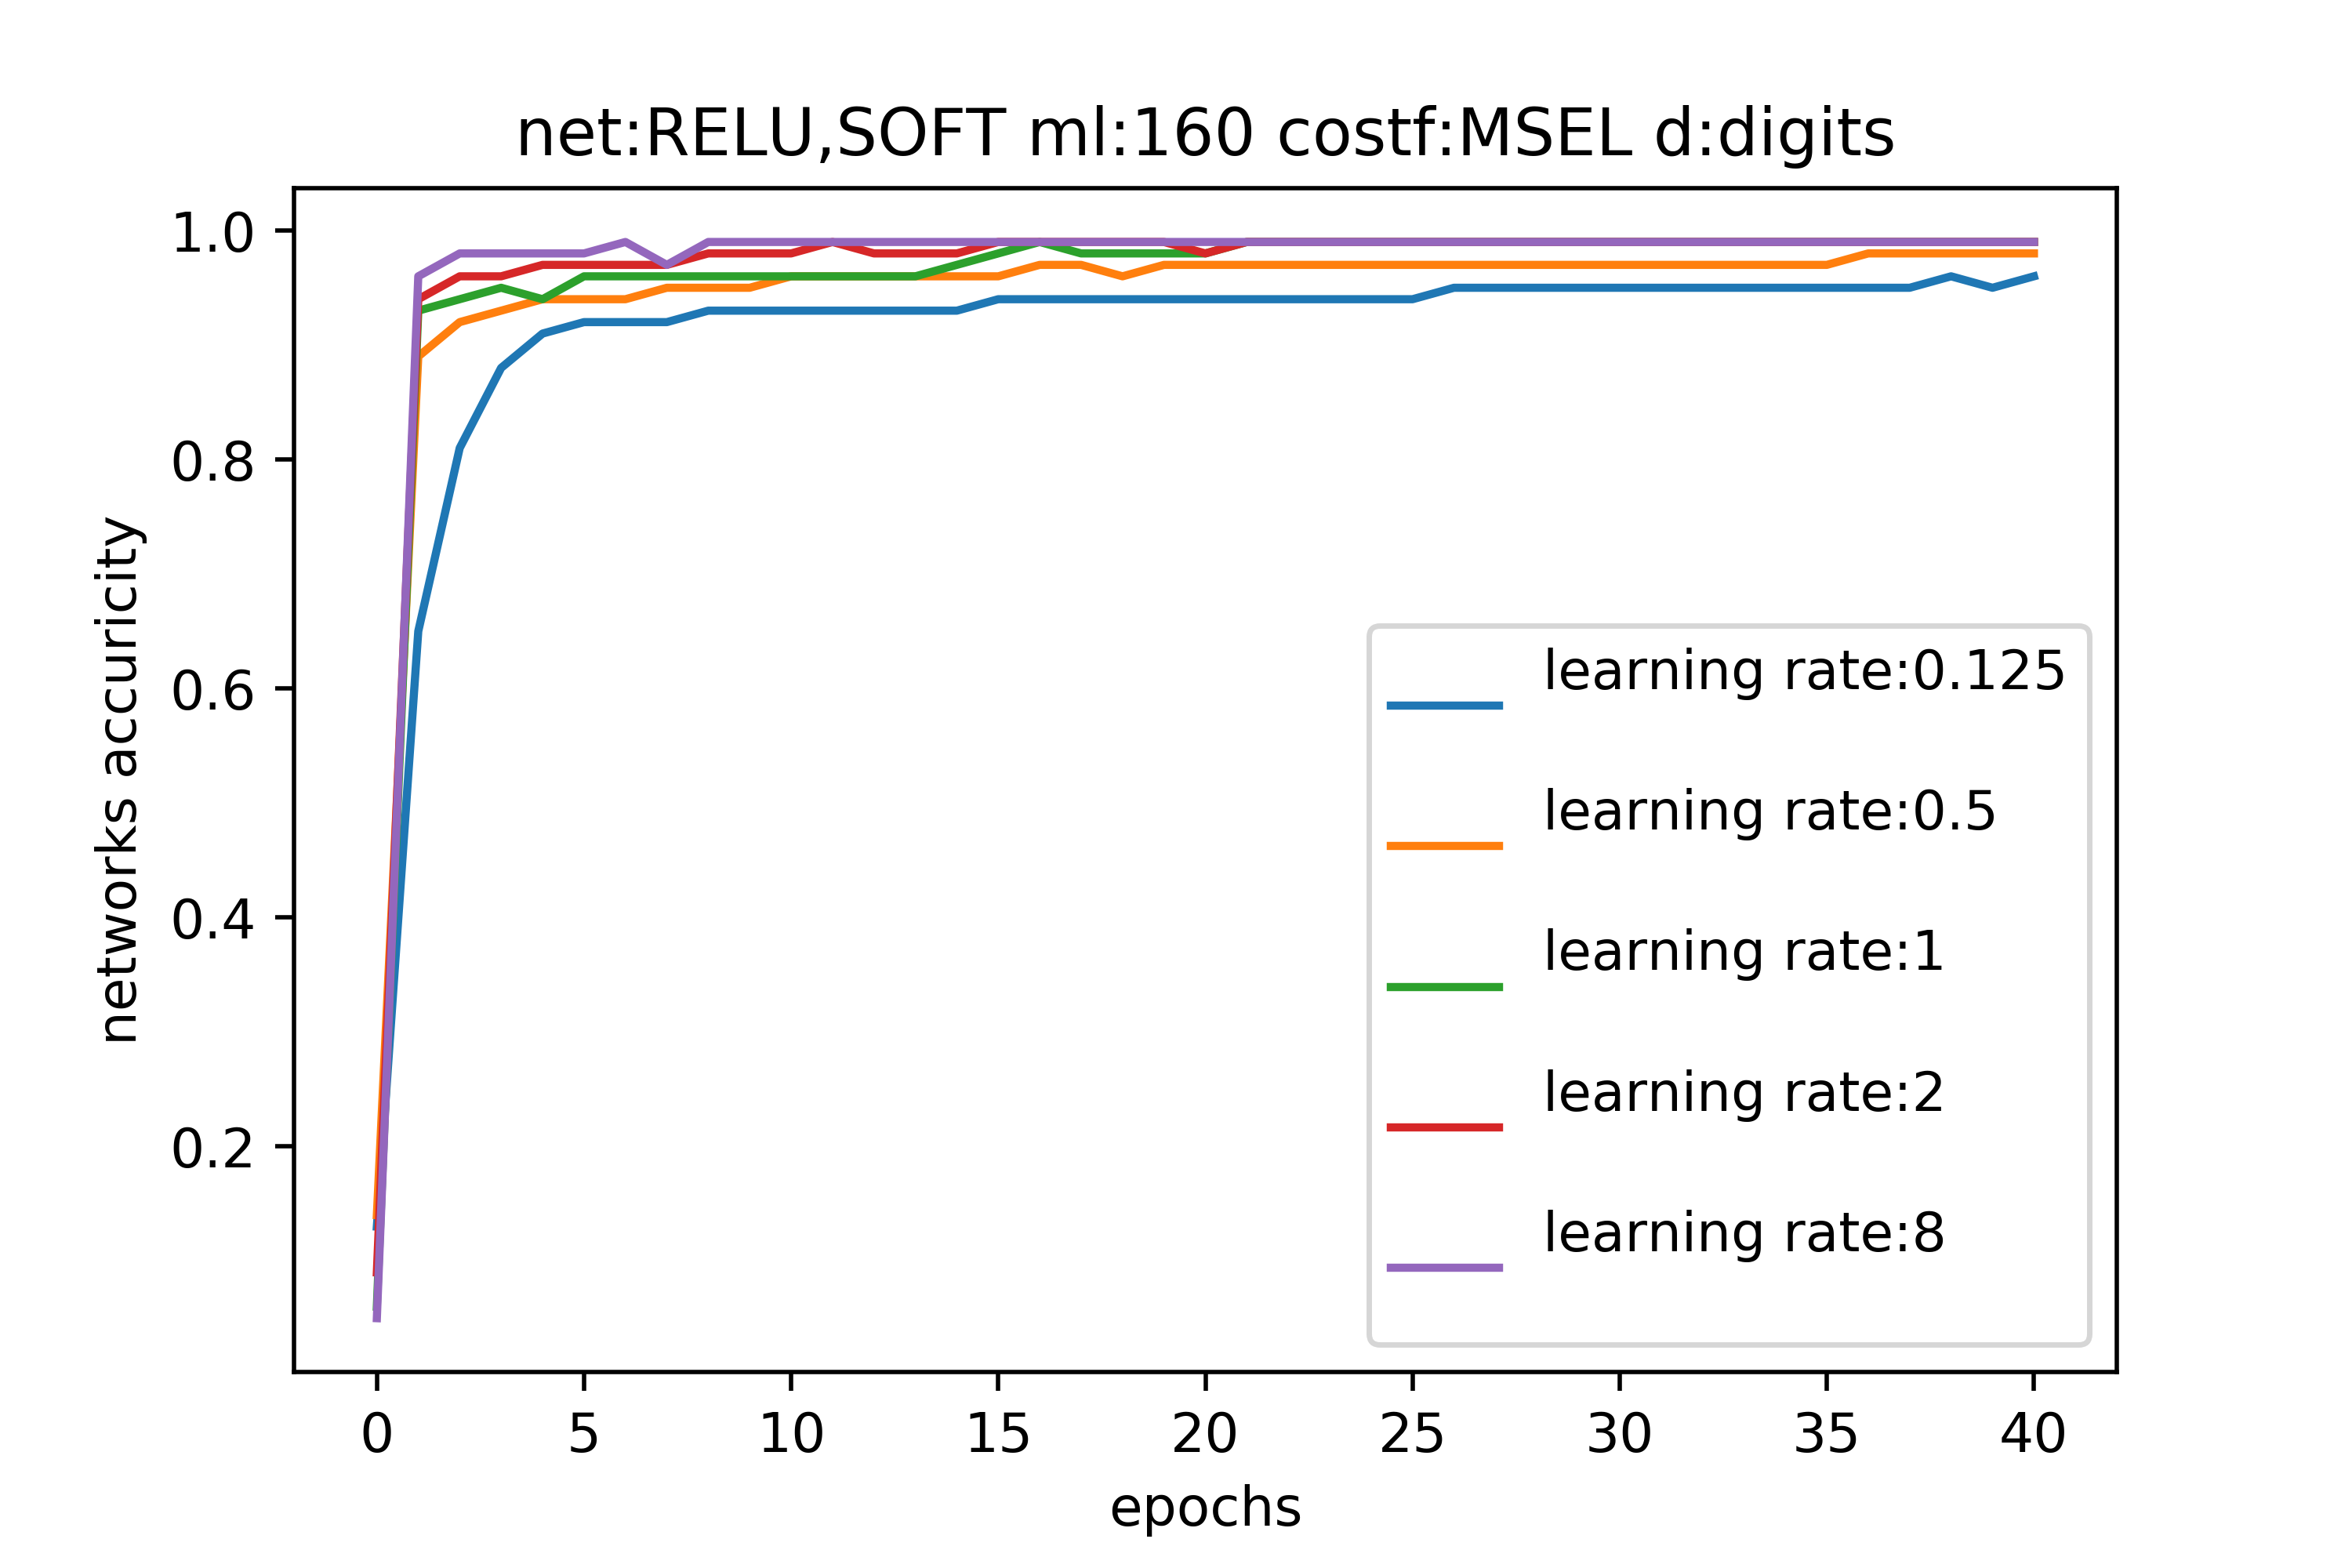 net:RELU,SOFT ml:160 costf:MSEL d:digits
networks accuricity
1.0
0.8
0.6
0.4
0.2
learning rate:0.125
learning rate:0.5
learning rate:1
learning rate:2
learning rate:8
0 5 10 15 20 25 30 35 40
epochs